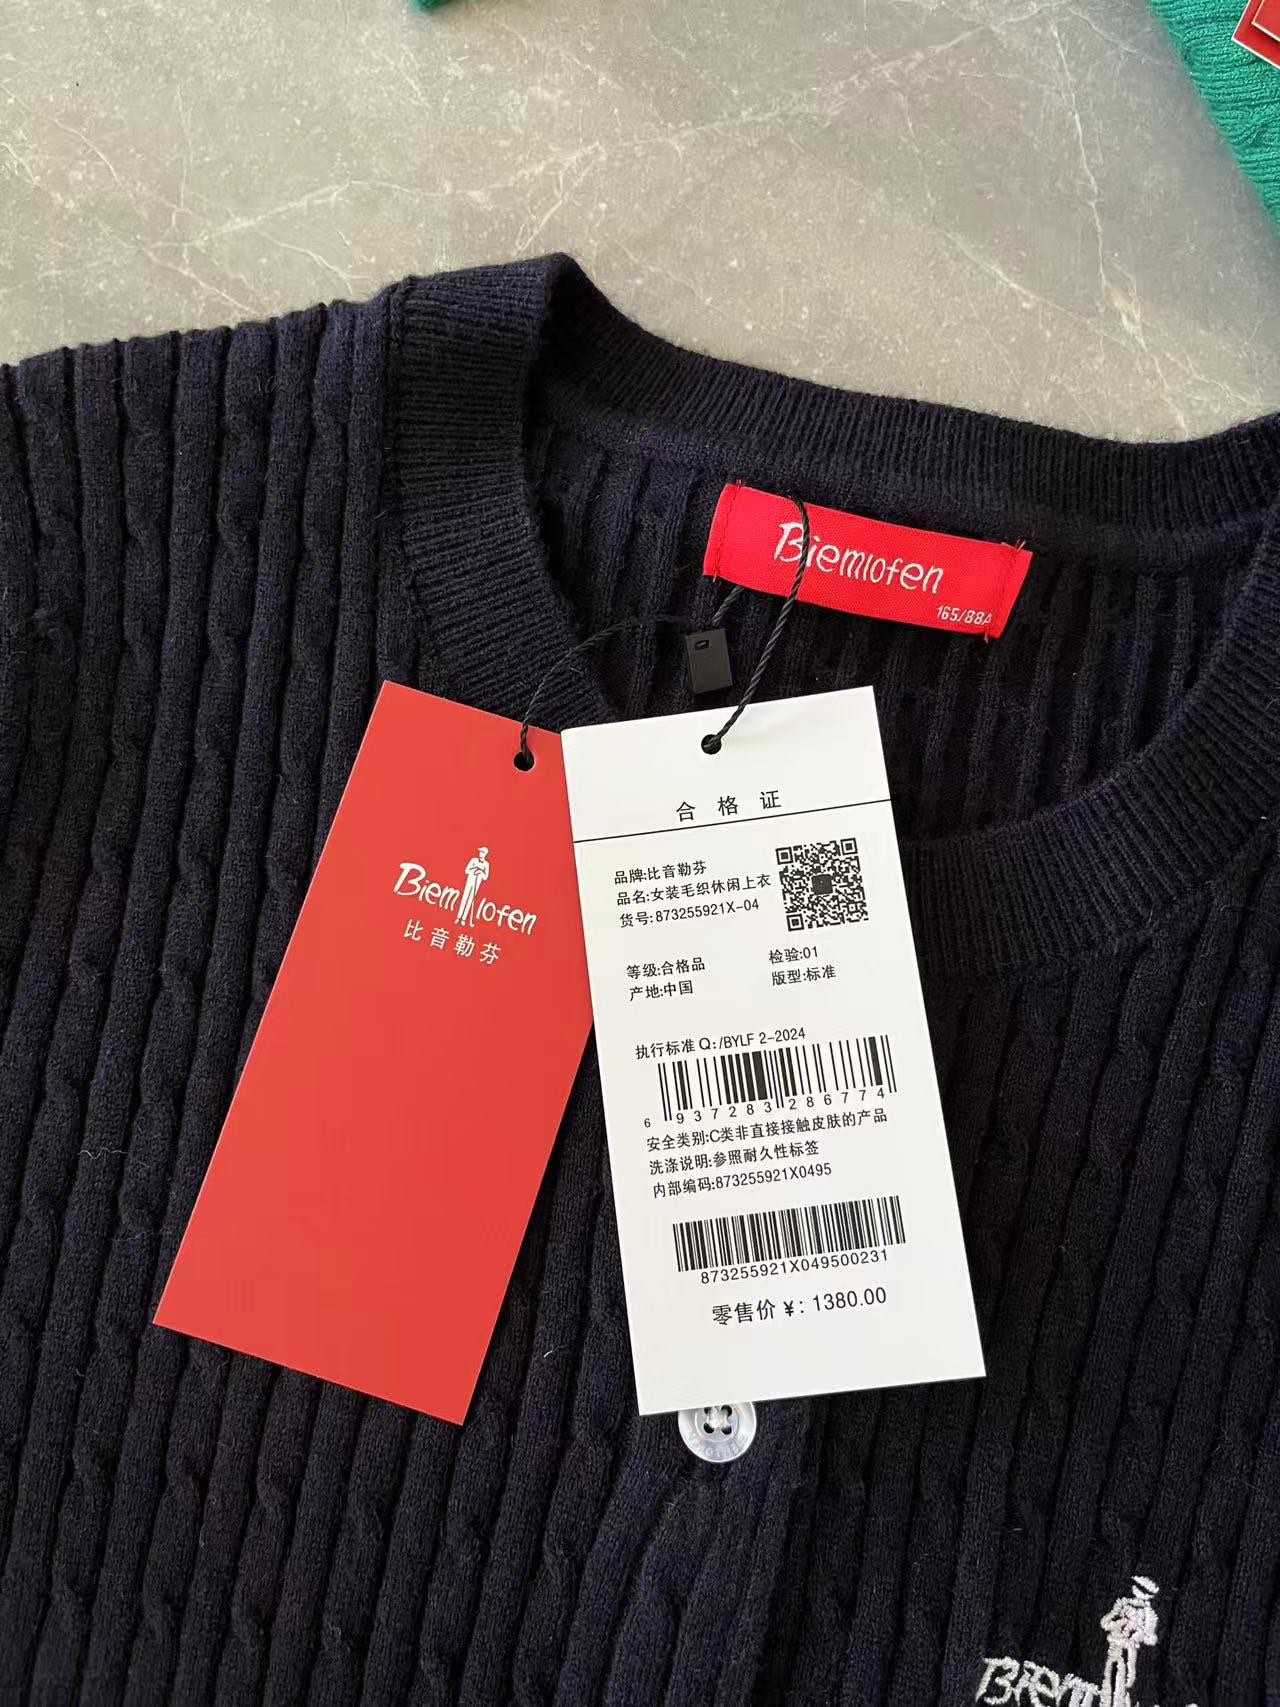 Biemlofen
165/88A
Biemlofen
比音勒芬
合格证
品牌:比音勒芬
品名:女装毛织休闲上衣
货号:873255921X-04
等级:合格品
检验:01
产地:中国
版型:标准
执行标准 Q:/BYLF 2-2024
6 937283 286774
安全类别:C类非直接接触皮肤的产品
洗涤说明:参照耐久性标签
内部编码:873255921X0495
873255921X049500231
零售价 ¥: 1380.00